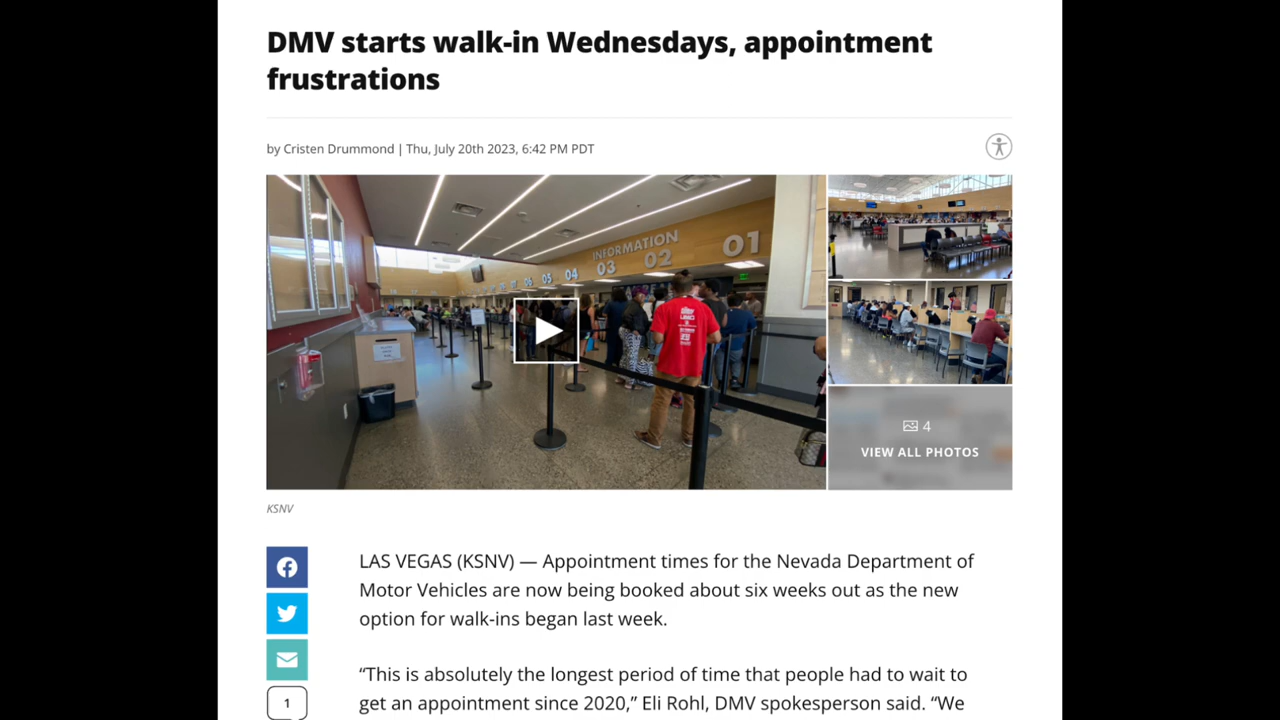 DMV starts walk-in Wednesdays, appointment
frustrations
by Cristen Drummond | Thu, July 20th 2023, 6:42 PM PDT
INFORMATION
01
02
03
04
05
06
4
VIEW ALL PHOTOS
KSNV
LAS VEGAS (KSNV) — Appointment times for the Nevada Department of
Motor Vehicles are now being booked about six weeks out as the new
option for walk-ins began last week.
“This is absolutely the longest period of time that people had to wait to
get an appointment since 2020,” Eli Rohl, DMV spokesperson said. “We
1